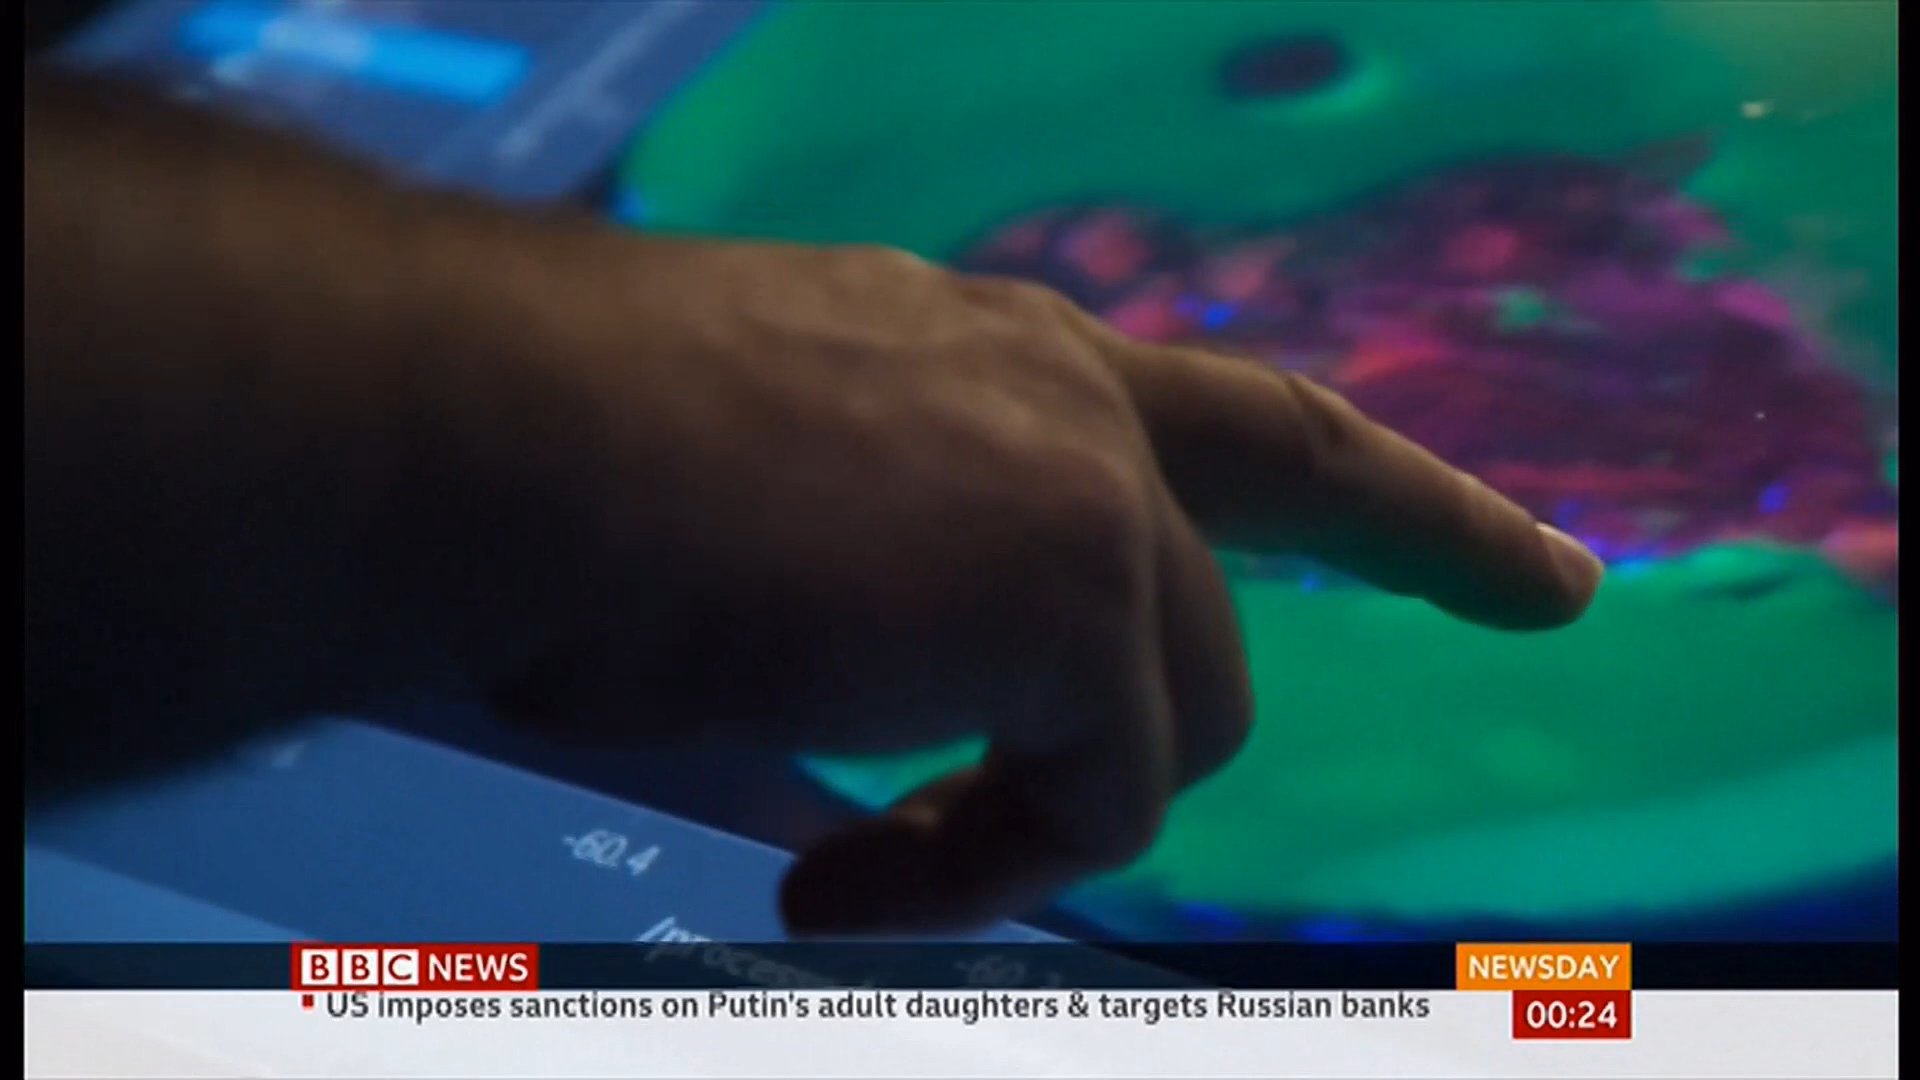 -60.4
BBC NEWS
NEWSDAY
US imposes sanctions on Putin's adult daughters & targets Russian banks
00:24